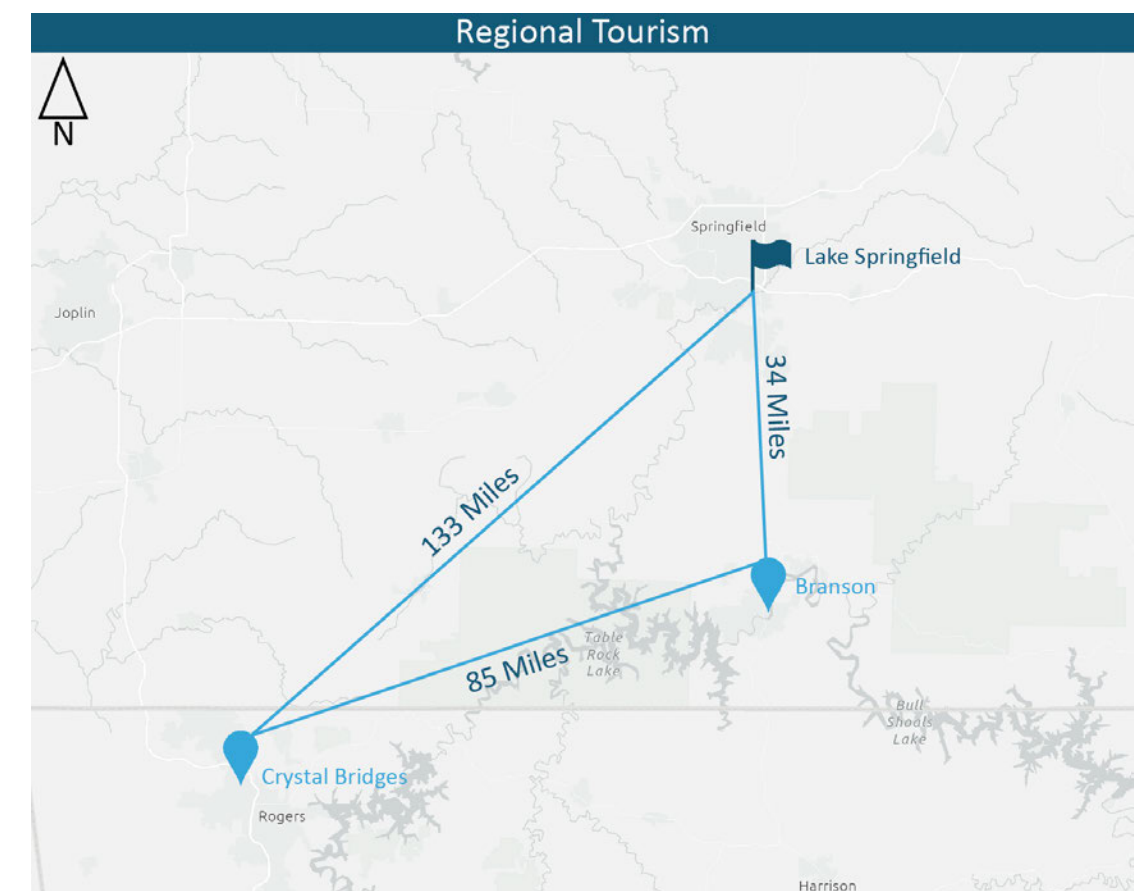 Regional Tourism
N
Springfield
Lake Springfield
Joplin
34 Miles
133 Miles
Branson
Table
Rock
Lake
85 Miles
Bull
Shoals
Lake
Crystal Bridges
Rogers
Harrison